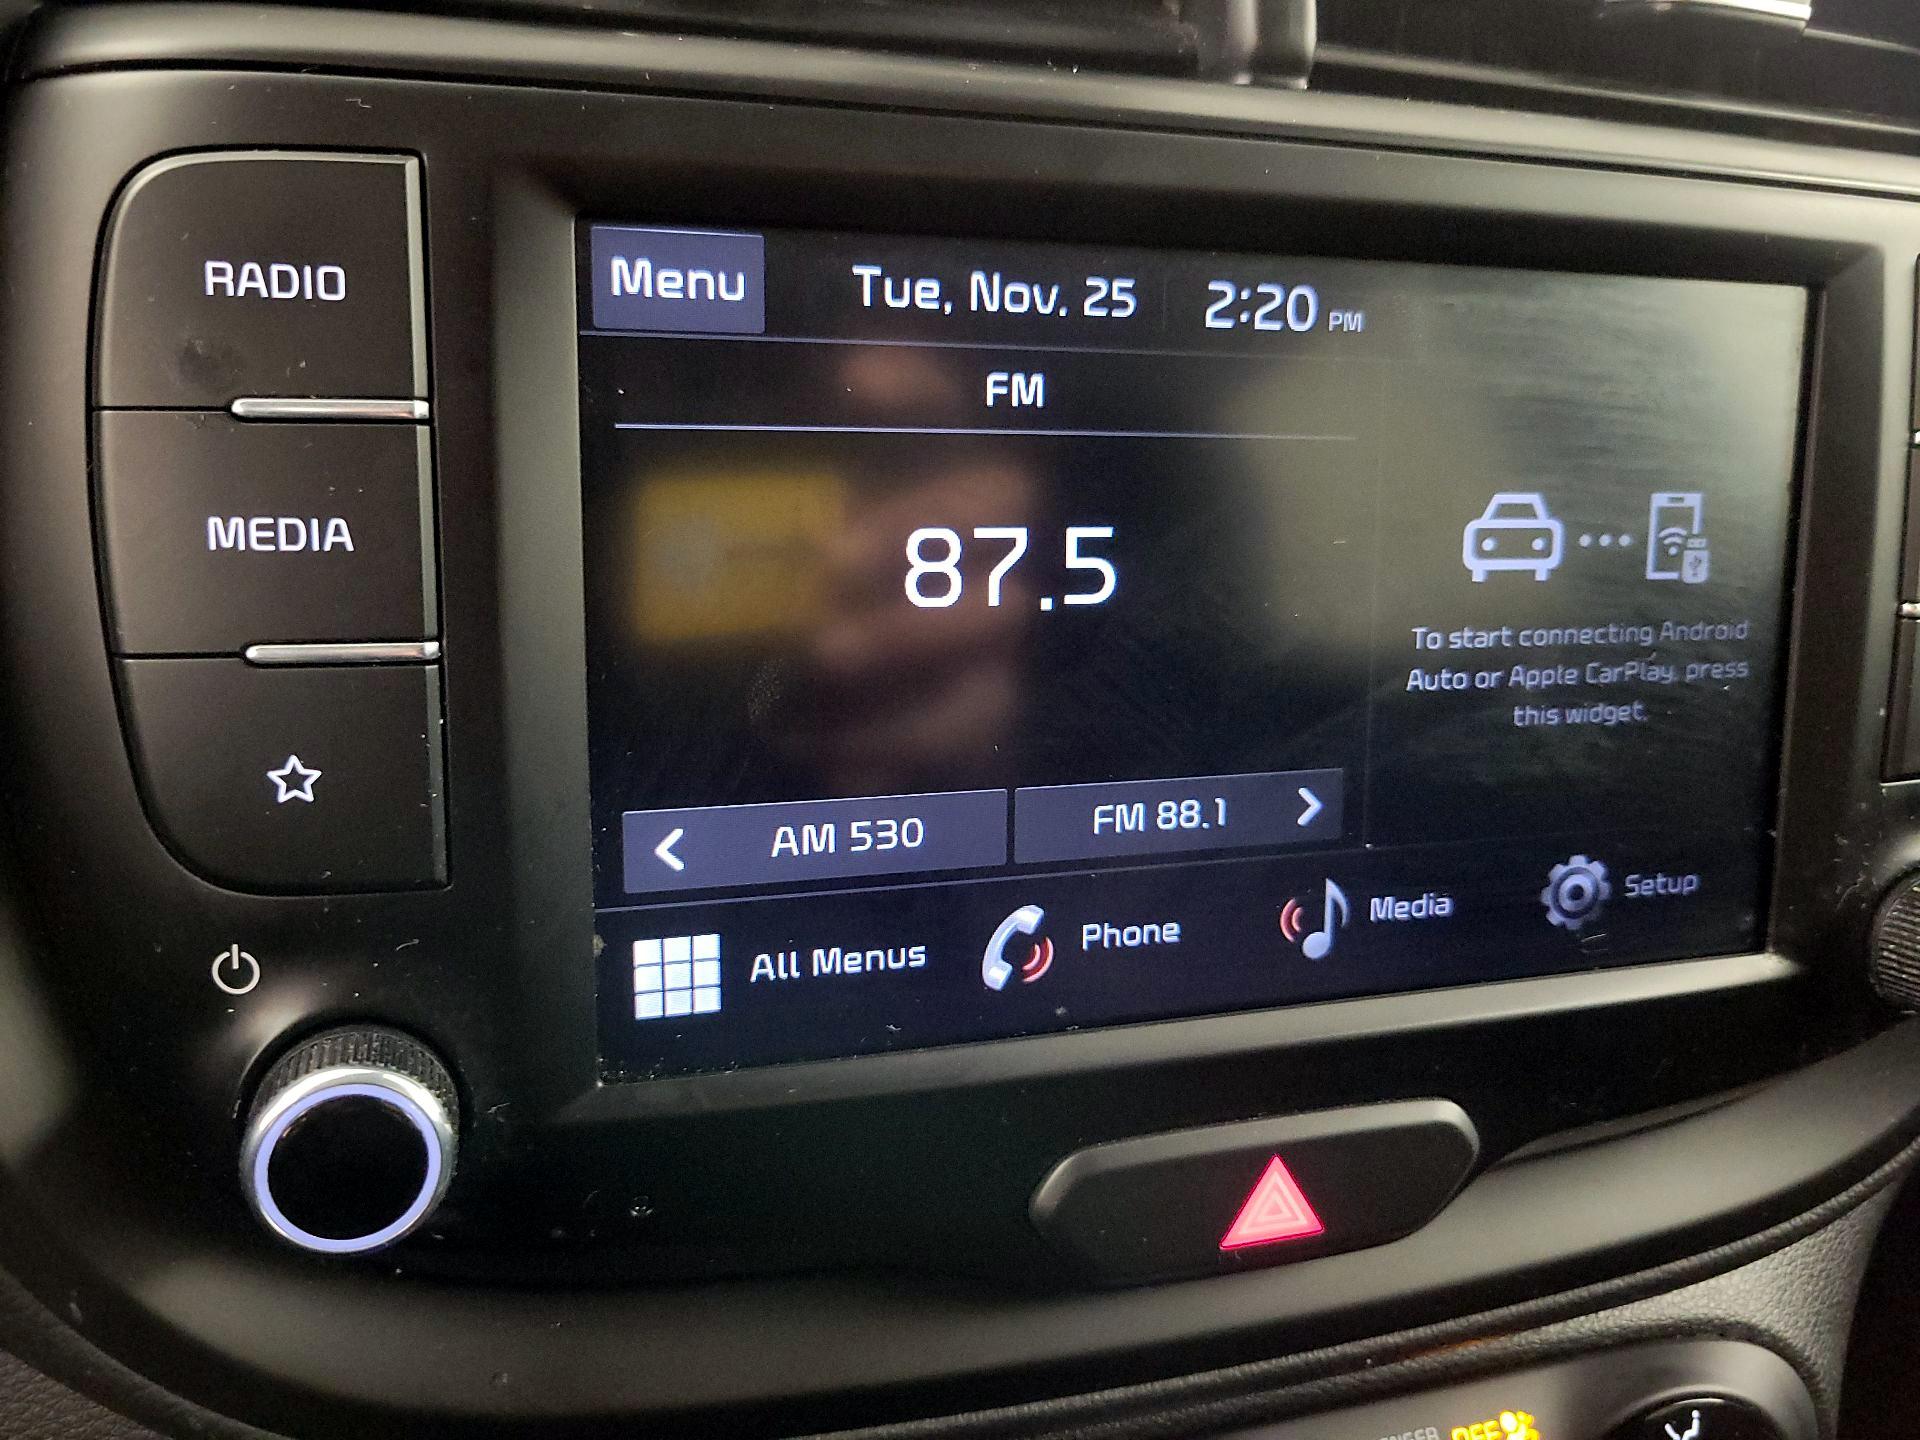 RADIO
MEDIA
Menu
Tue, Nov. 25
2:20 PM
FM
87.5
To start connecting Android
Auto or Apple CarPlay, press
this widget.
AM 530
FM 88.1
All Menus
Phone
Media
Setup
OFF